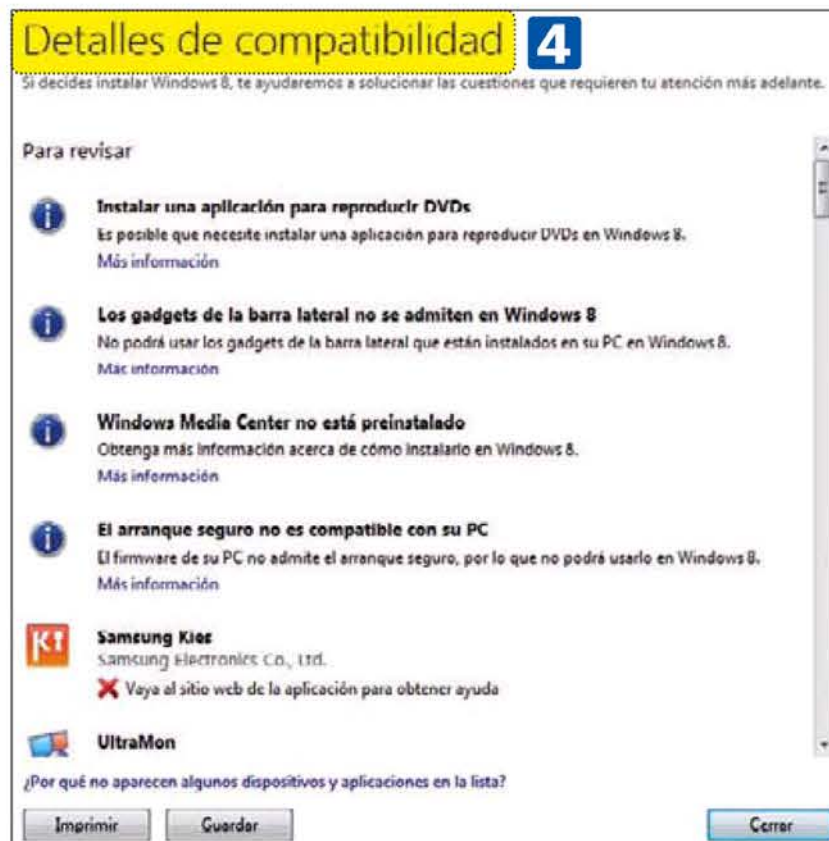 Detalles de compatibilidad 4
Si decides instalar Windows 8, te ayudaremos a solucionar las cuestiones que requieren tu atención más adelante.
Para revisar
Instalar una aplicación para reproducir DVDs
Es posible que necesite instalar una aplicación para reproducir DVDs en Windows 8.
Más información
Los gadgets de la barra lateral no se admiten en Windows 8
No podrá usar los gadgets de la barra lateral que están instalados en su PC en Windows 8.
Más información
Windows Media Center no está preinstalado
Obtenga más información acerca de cómo instalarlo en Windows 8.
Más información
El arranque seguro no es compatible con su PC
El firmware de su PC no admite el arranque seguro, por lo que no podrá usarlo en Windows 8.
Más información
Samsung Kies
Samsung Electronics Co., Ltd.
Vaya al sitio web de la aplicación para obtener ayuda
UltraMon
¿Por qué no aparecen algunos dispositivos y aplicaciones en la lista?
Imprimir Guardar Cerrar